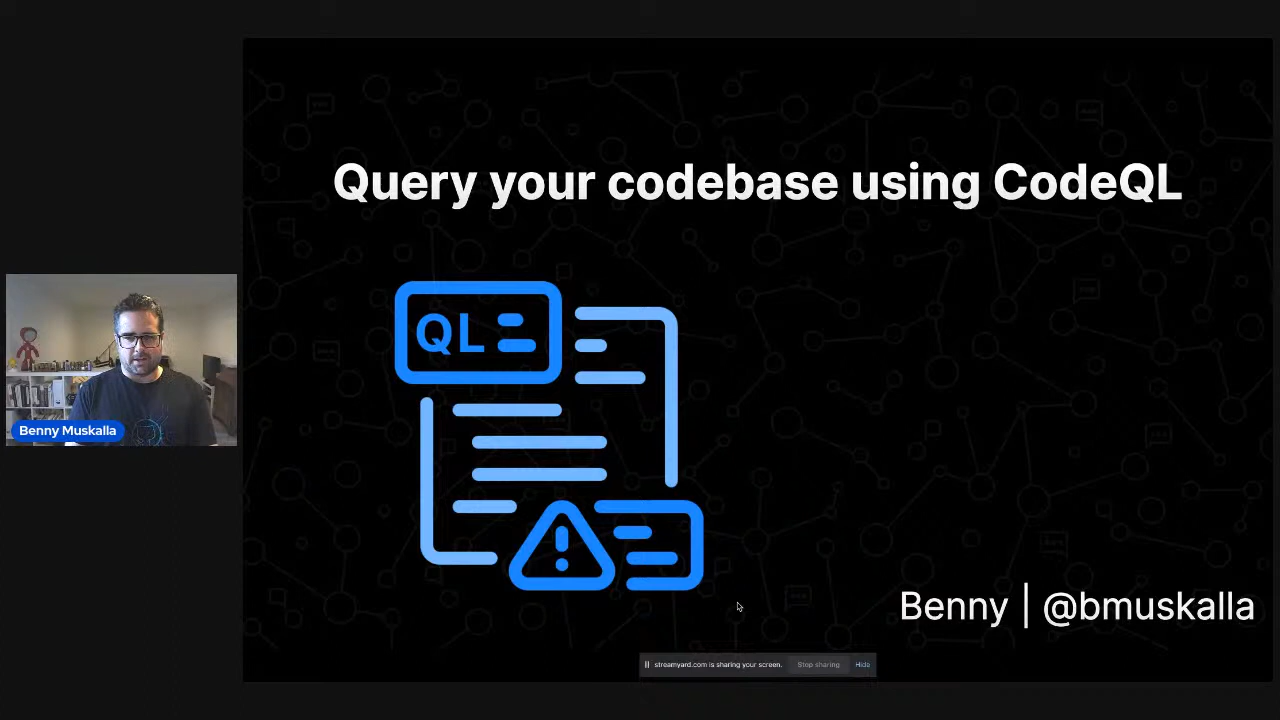 Query your codebase using CodeQL
QL
Benny Muskalla
Benny | @bmuskalla
streamyard.com is sharing your screen.
Stop sharing
Hide